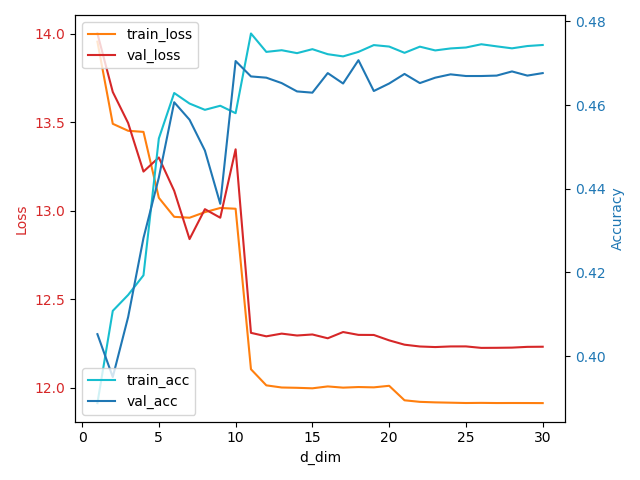 train_loss
val_loss
train_acc
val_acc
14.0
13.5
13.0
12.5
12.0
Loss
0.48
0.46
0.44
0.42
0.40
Accuracy
0 5 10 15 20 25 30
d_dim